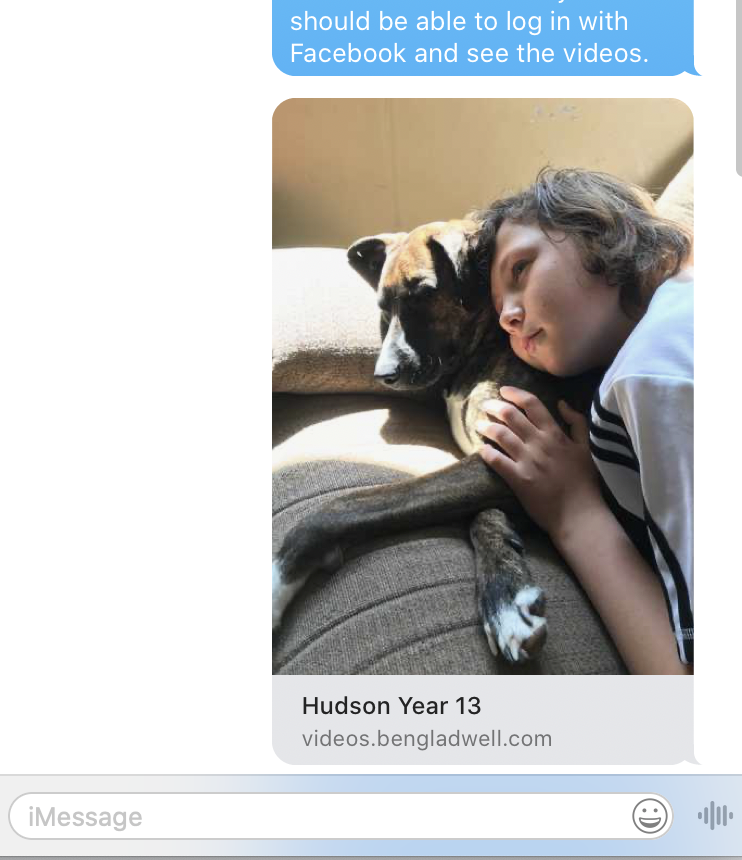 should be able to log in with
Facebook and see the videos.
Hudson Year 13
videos.bengladwell.com
iMessage